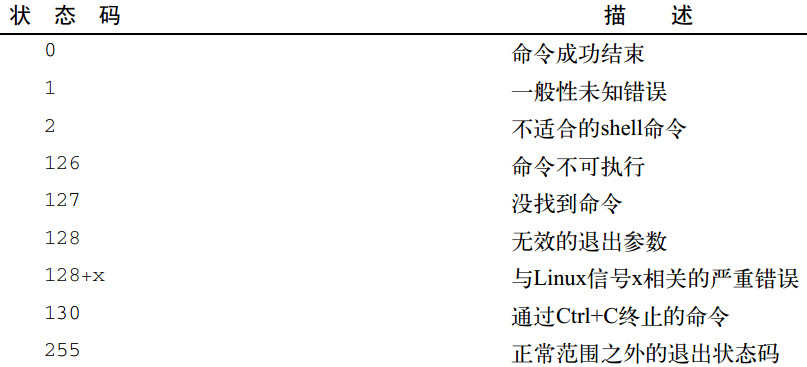 状 态 码 描 述
0 命令成功结束
1 一般性未知错误
2 不适合的shell命令
126 命令不可执行
127 没找到命令
128 无效的退出参数
128+x 与Linux信号x相关的严重错误
130 通过Ctrl+C终止的命令
255 正常范围之外的退出状态码